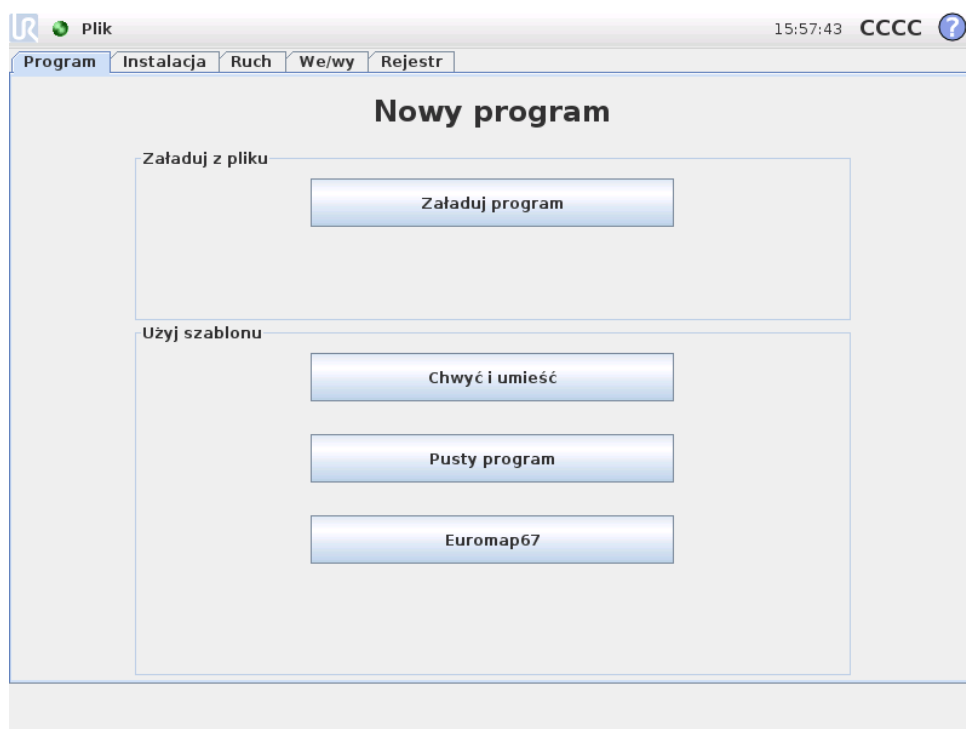 UR Plik 15:57:43 CCCC ?
Program Instalacja Ruch We/wy Rejestr
Nowy program
Załaduj z pliku
Załaduj program
Użyj szablonu
Chwyć i umieść
Pusty program
Euromap67